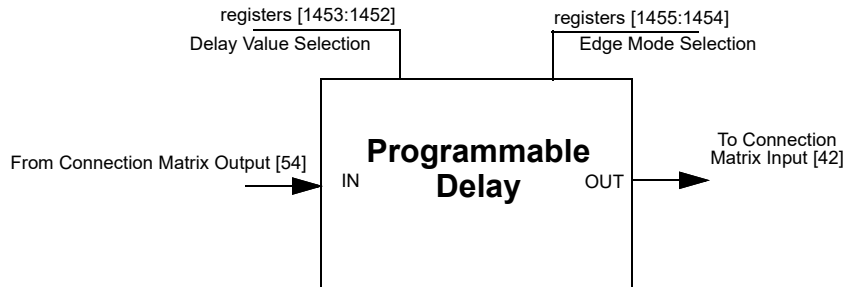 registers [1453:1452]
Delay Value Selection
registers [1455:1454]
Edge Mode Selection
From Connection Matrix Output [54]
IN
Programmable
Delay
OUT
To Connection
Matrix Input [42]